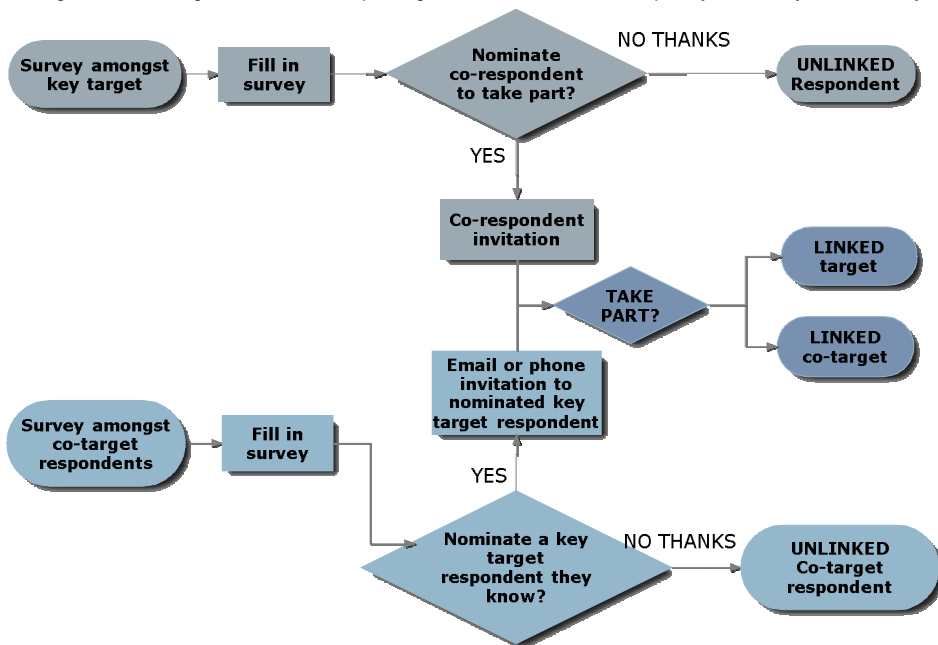 Survey amongst
key target
Fill in
survey
Nominate
co-respondent
to take part?
NO THANKS
UNLINKED
Respondent
YES
Co-respondent
invitation
TAKE
PART?
LINKED
target
LINKED
co-target
Email or phone
invitation to
nominated key
target respondent
Survey amongst
co-target
respondents
Fill in
survey
YES
Nominate a key
target
respondent they
know?
NO THANKS
UNLINKED
Co-target
respondent